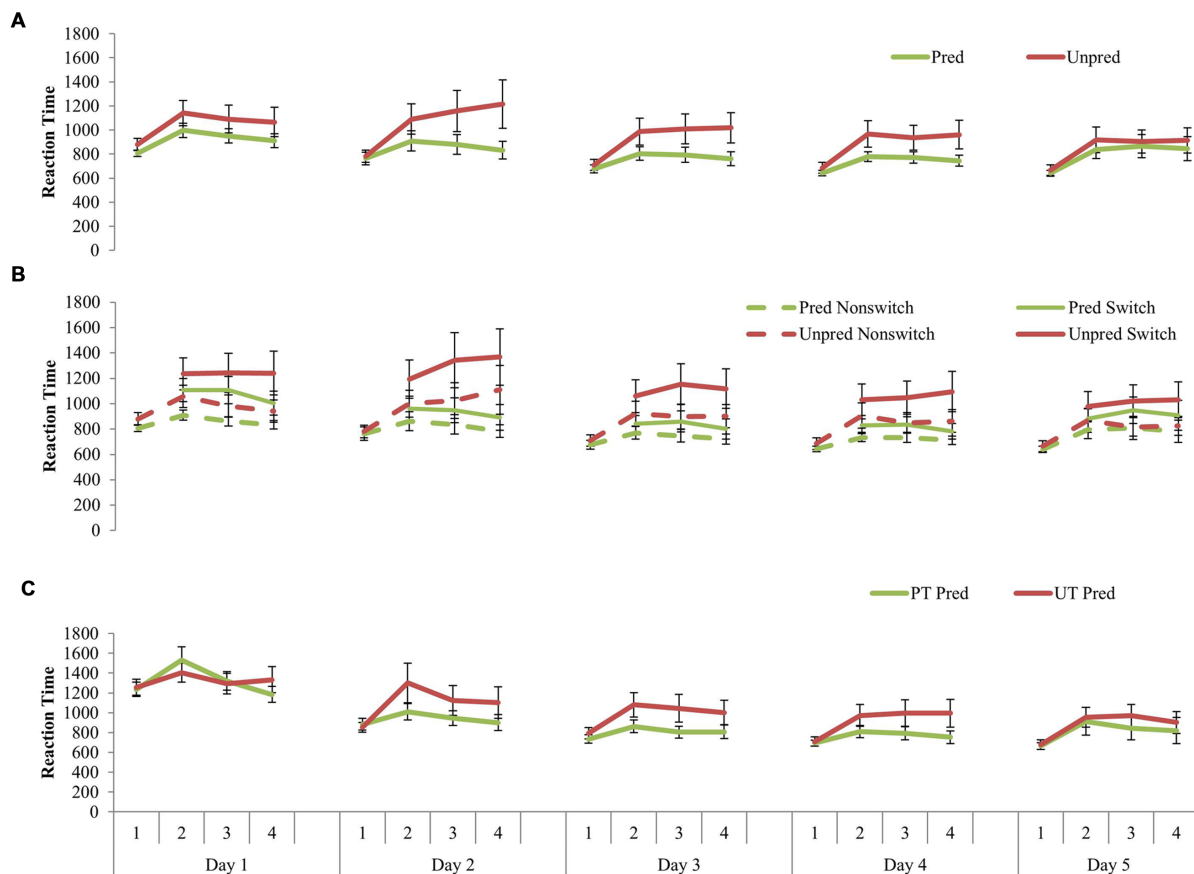 A
1800
1600
1400
1200
1000
800
600
400
200
0
Reaction Time
Pred
Unpred
B
1800
1600
1400
1200
1000
800
600
400
200
0
Reaction Time
Pred Nonswitch
Pred Switch
Unpred Nonswitch
Unpred Switch
C
PT Pred
UT Pred
1800
1600
1400
1200
1000
800
600
400
200
0
Reaction Time
1 2 3 4 1 2 3 4 1 2 3 4 1 2 3 4 1 2 3 4
Day 1 Day 2 Day 3 Day 4 Day 5